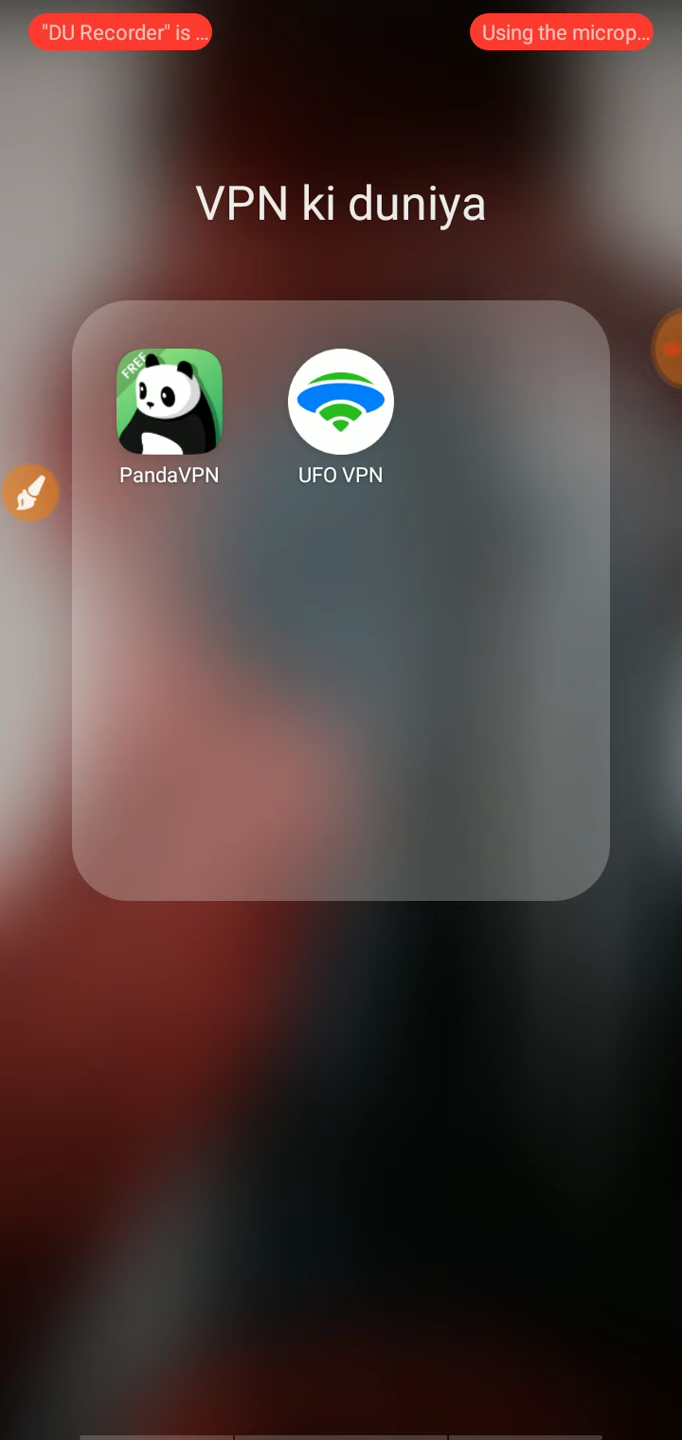 "DU Recorder" is ...
Using the microp...
VPN ki duniya
FREE
PandaVPN
UFO VPN